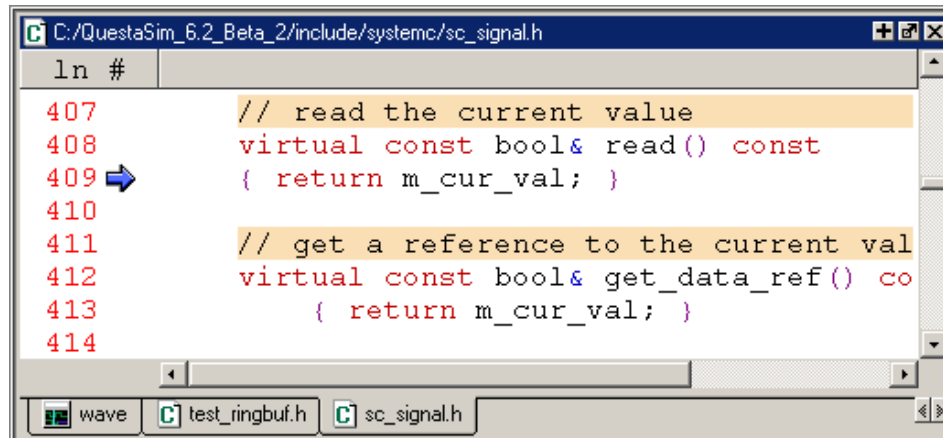 C:/QuestaSim_6.2_Beta_2/include/systemc/sc_signal.h
ln #
407 // read the current value
408 virtual const bool& read() const
409 { return m_cur_val; }
410
411 // get a reference to the current val
412 virtual const bool& get_data_ref() co
413 { return m_cur_val; }
414
wave test_ringbuf.h sc_signal.h